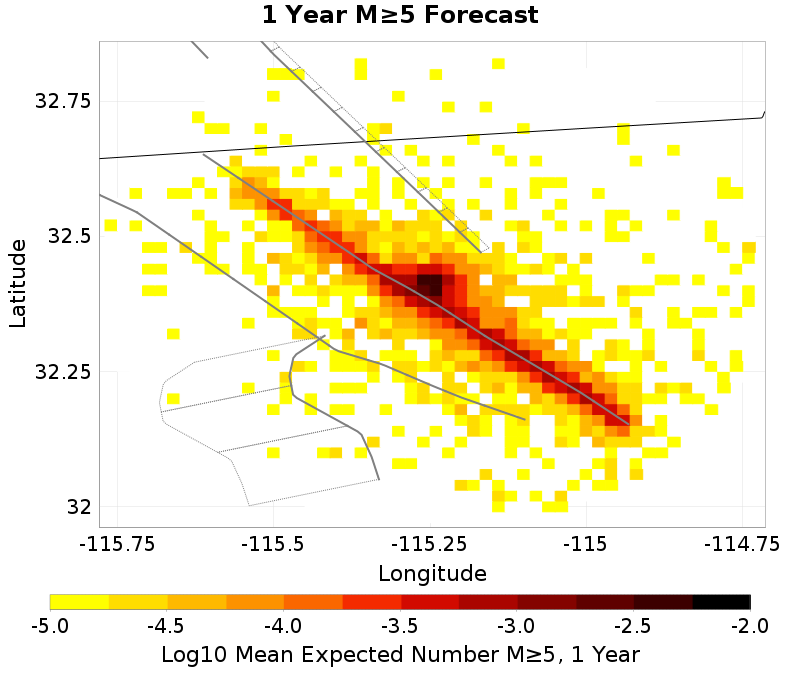 1 Year M≥5 Forecast
32.75
32.5
32.25
32
Latitude
-115.75 -115.5 -115.25 -115 -114.75
Longitude
-5.0 -4.5 -4.0 -3.5 -3.0 -2.5 -2.0
Log10 Mean Expected Number M≥5, 1 Year